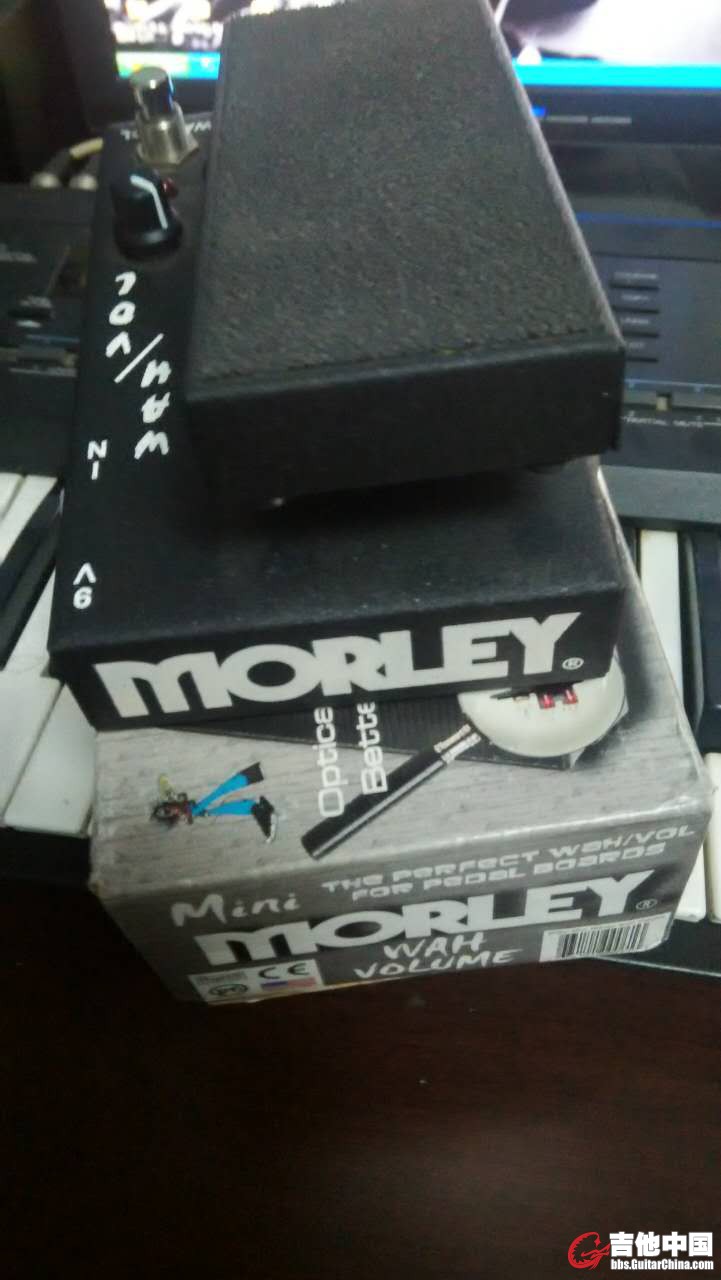 WAH/VOL
IN
9V
MORLEY®
Optica
Bette
Mini THE PERFECT WAH/VOL
FOR PEDAL BOARDS
MORLEY®
WAH
VOLUME
CE
吉他中国
bbs.GuitarChina.com